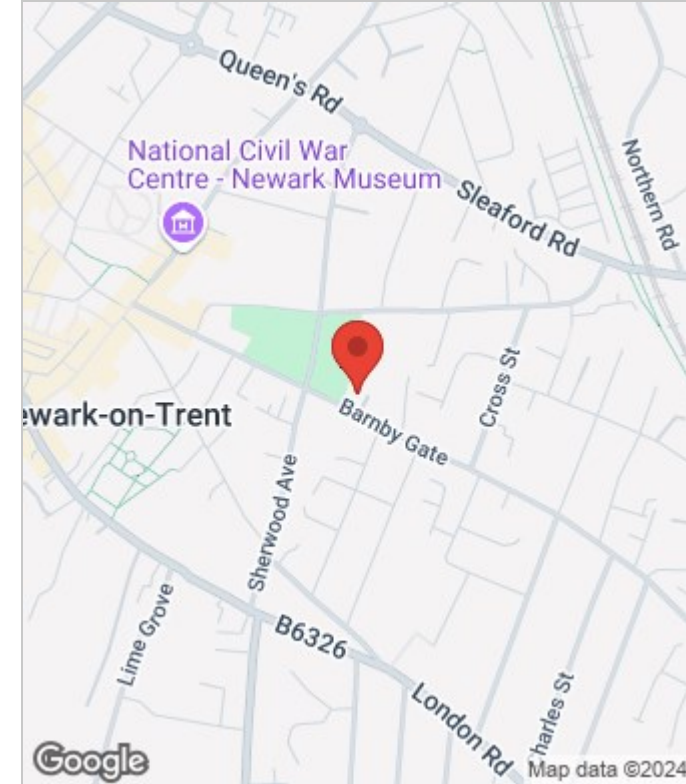 Queen's Rd
National Civil War
Centre - Newark Museum
Sleaford Rd
Northern Rd
Cross St
ewark-on-Trent
Barnby Gate
Sherwood Ave
Lime Grove
B6326
London Rd
harles St
Google
Map data ©2024